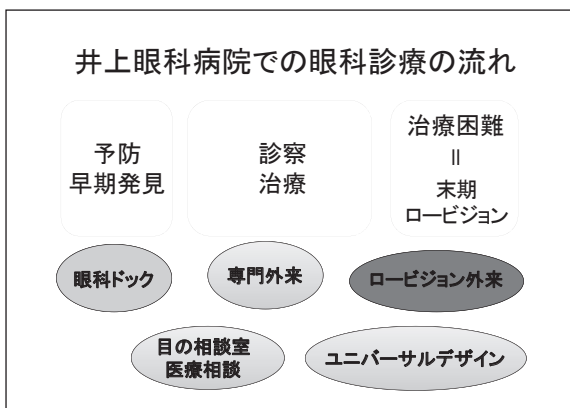 井上眼科病院での眼科診療の流れ
予防
早期発見
診察
治療
治療困難
॥
末期
ロービジョン
眼科ドック
専門外来
ロービジョン外来
目の相談室
医療相談
ユニバーサルデザイン